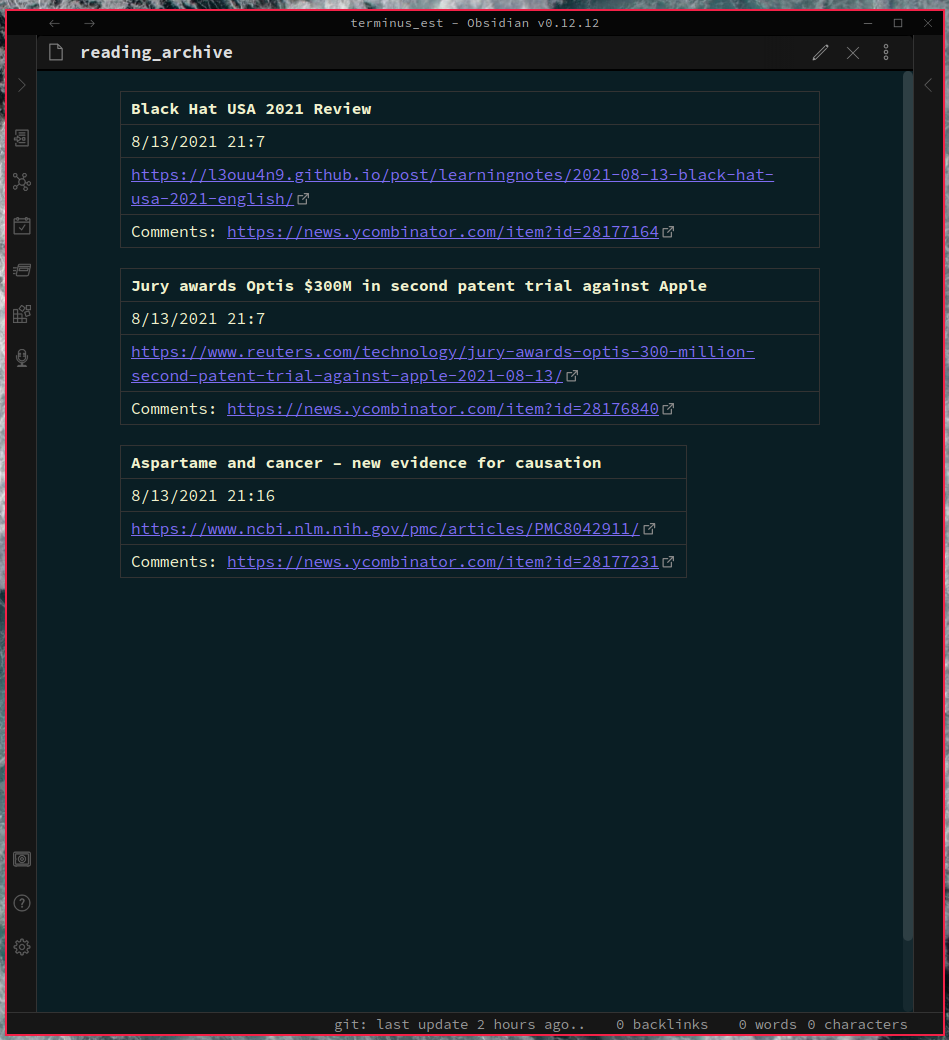 terminus_est – Obsidian v0.12.12
reading_archive
Black Hat USA 2021 Review
8/13/2021 21:7
https://l3ouu4n9.github.io/post/learningnotes/2021-08-13-black-hat-
usa-2021-english/
Comments: https://news.ycombinator.com/item?id=28177164
Jury awards Optis $300M in second patent trial against Apple
8/13/2021 21:7
https://www.reuters.com/technology/jury-awards-optis-300-million-
second-patent-trial-against-apple-2021-08-13/
Comments: https://news.ycombinator.com/item?id=28176840
Aspartame and cancer – new evidence for causation
8/13/2021 21:16
https://www.ncbi.nlm.nih.gov/pmc/articles/PMC8042911/
Comments: https://news.ycombinator.com/item?id=28177231
git: last update 2 hours ago.. 0 backlinks 0 words 0 characters